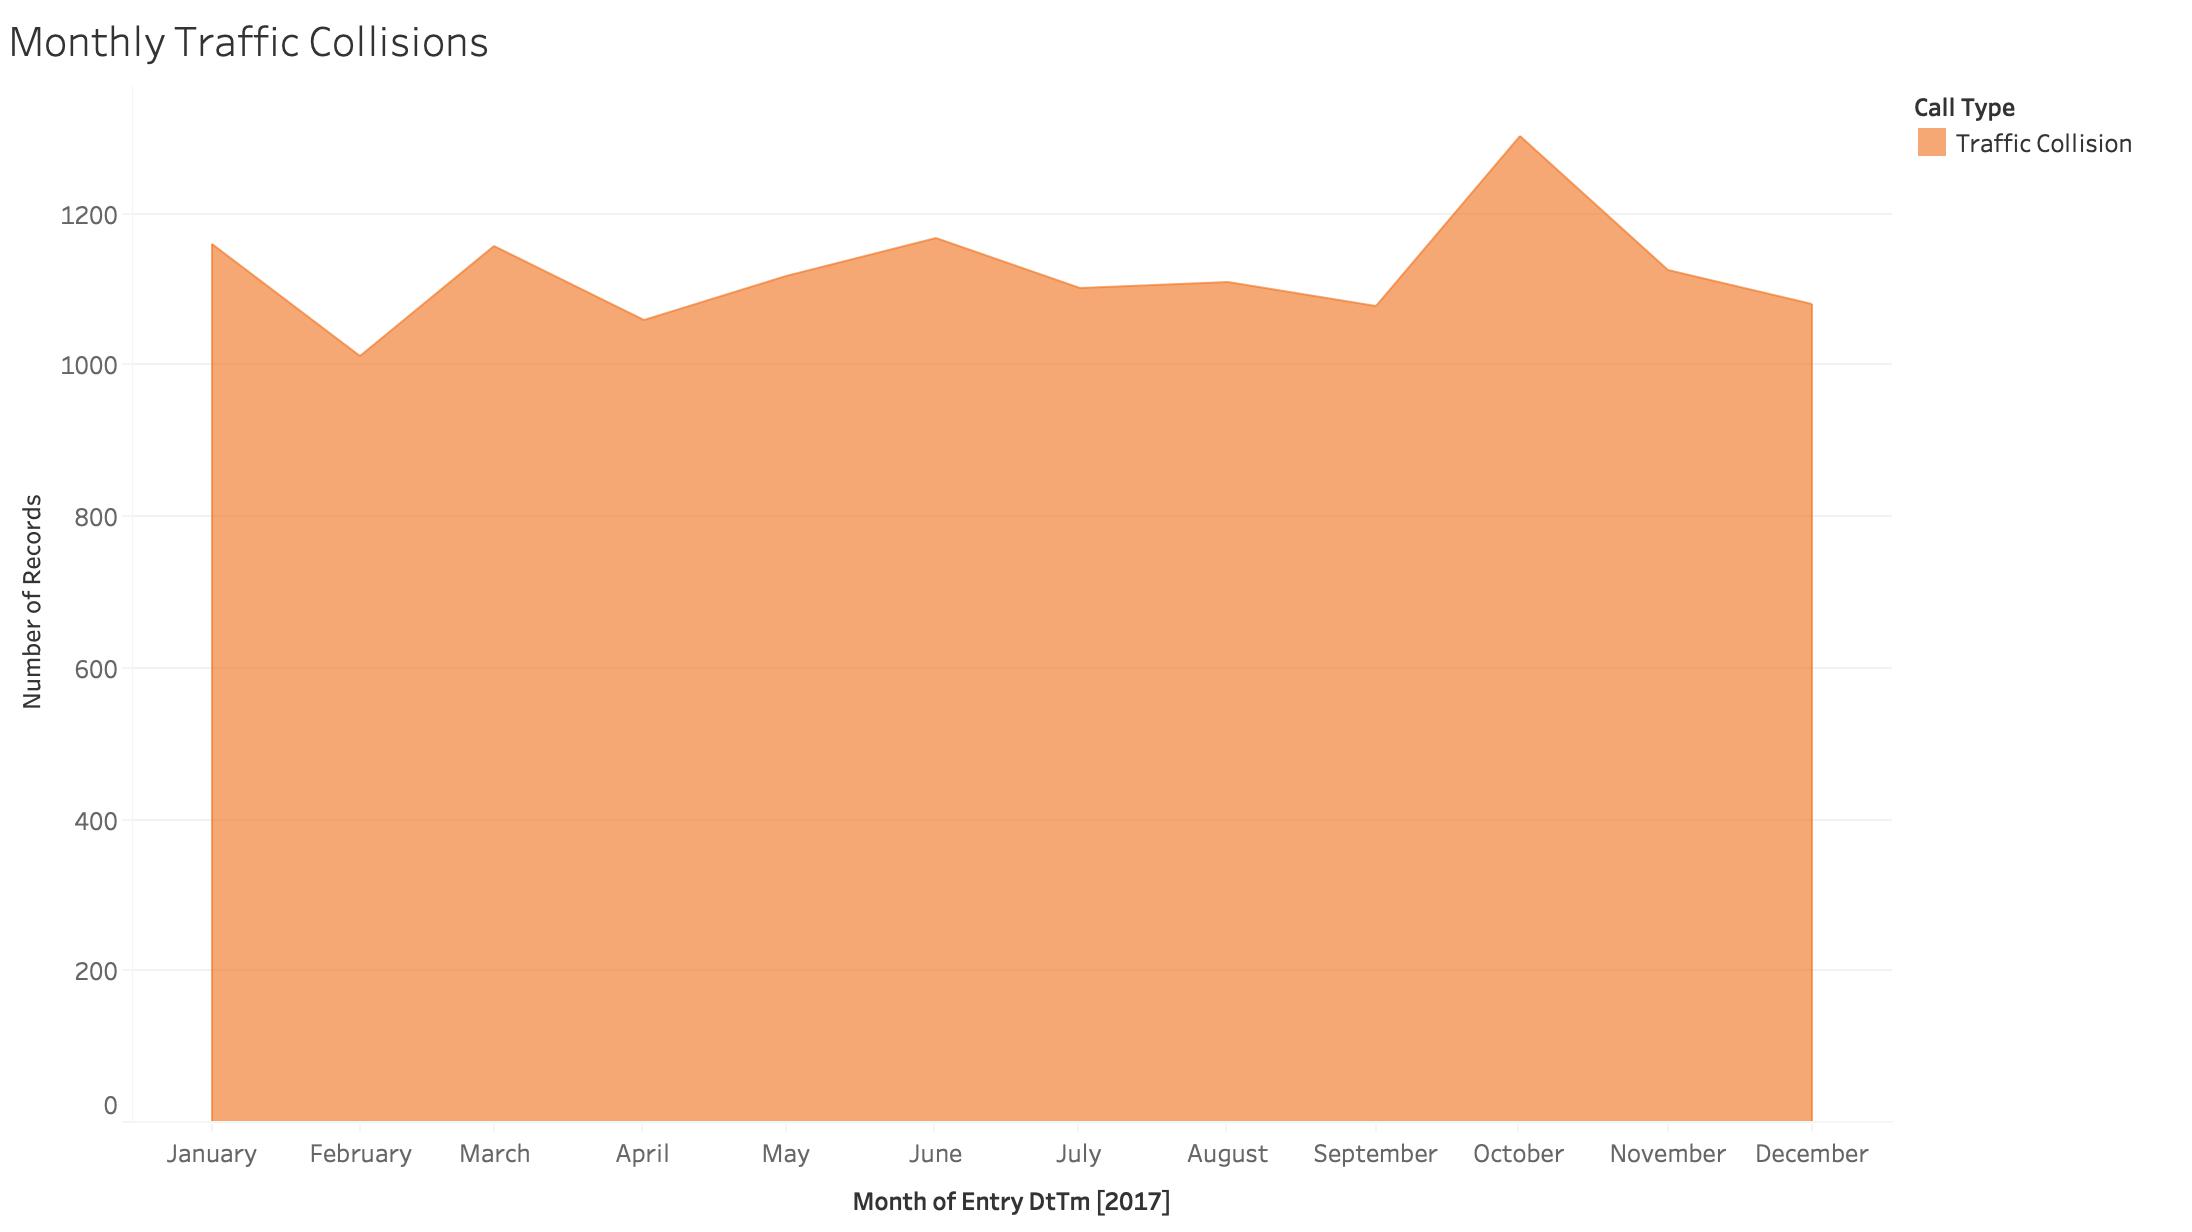 Monthly Traffic Collisions
Call Type
Traffic Collision
1200
1000
800
600
400
200
0
Number of Records
January February March April May June July August September October November December
Month of Entry DtTm [2017]